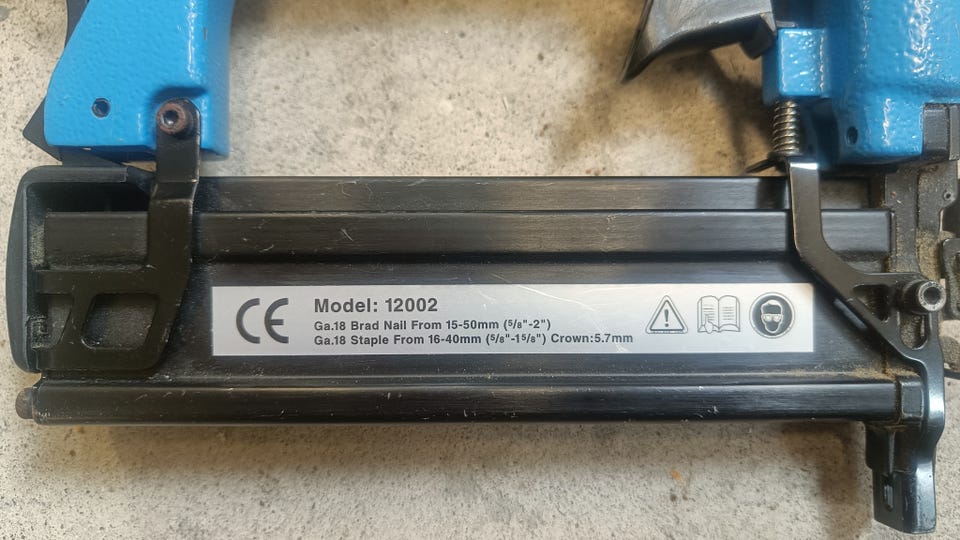 CE
Model: 12002
Ga.18 Brad Nail From 15-50mm (5/8"-2")
Ga.18 Staple From 16-40mm (5/8"-15/8") Crown:5.7mm